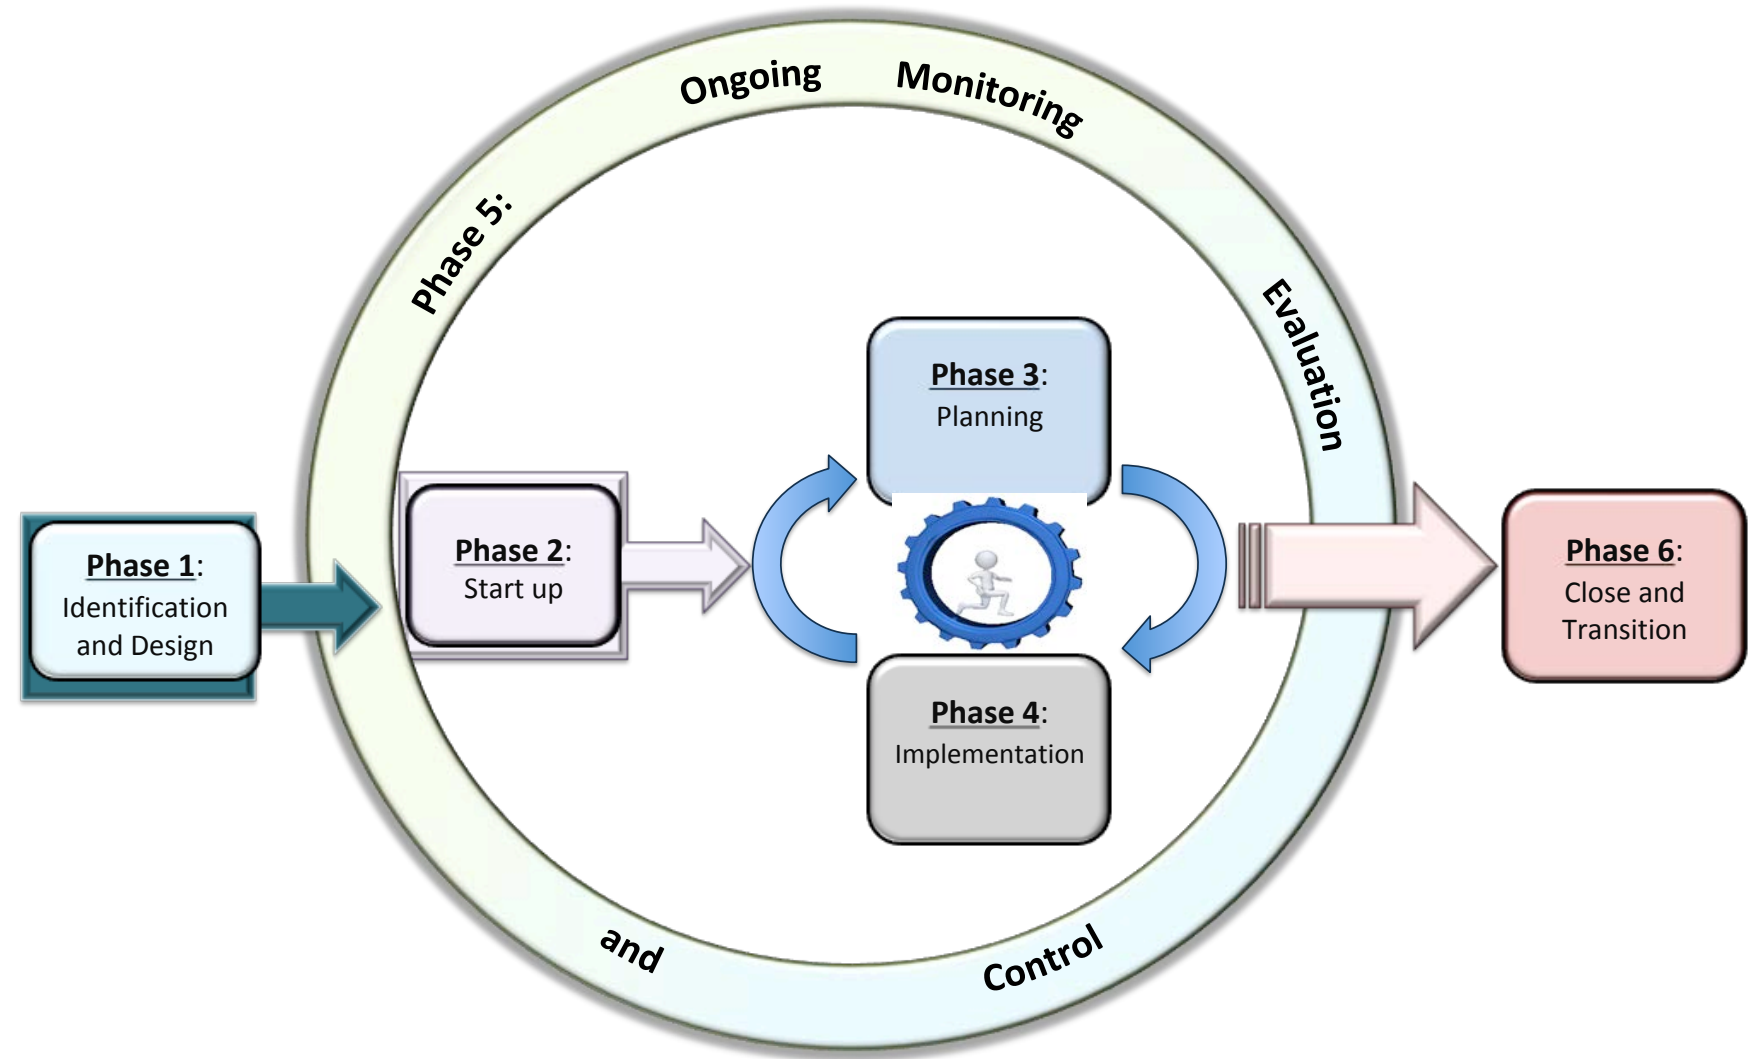 Phase 5:
Ongoing
Monitoring
Evaluation
and
Control
Phase 1:
Identification
and Design
Phase 2:
Start up
Phase 3:
Planning
Phase 4:
Implementation
Phase 6:
Close and
Transition